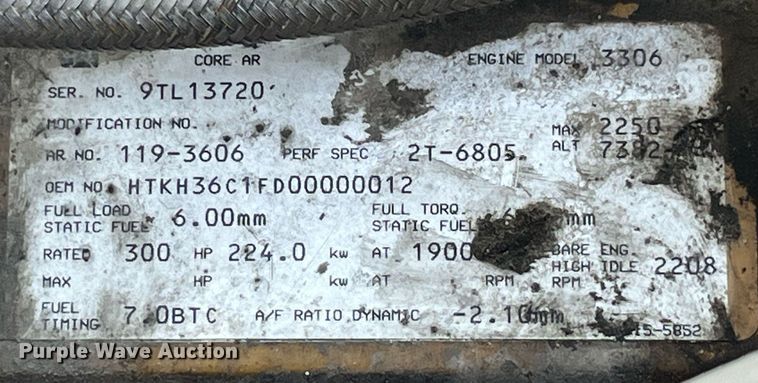 CORE AR ENGINE MODEL 3306
SER. NO. 9TL13720
MODIFICATION NO.
AR NO. 119-3606 PERF SPEC 2T-6805 MAX ALT 2250
OEM NO. HTKH36C1FD00000012
FULL LOAD STATIC FUEL 6.00mm FULL TORQ. STATIC FUEL mm
RATED 300 HP 224.0 kw AT 1900 BARE ENG. HIGH IDLE RPM 2208
MAX HP kw AT RPM
FUEL TIMING 7.0BTC A/F RATIO DYNAMIC -2.10mm
5-5852
Purple Wave Auction